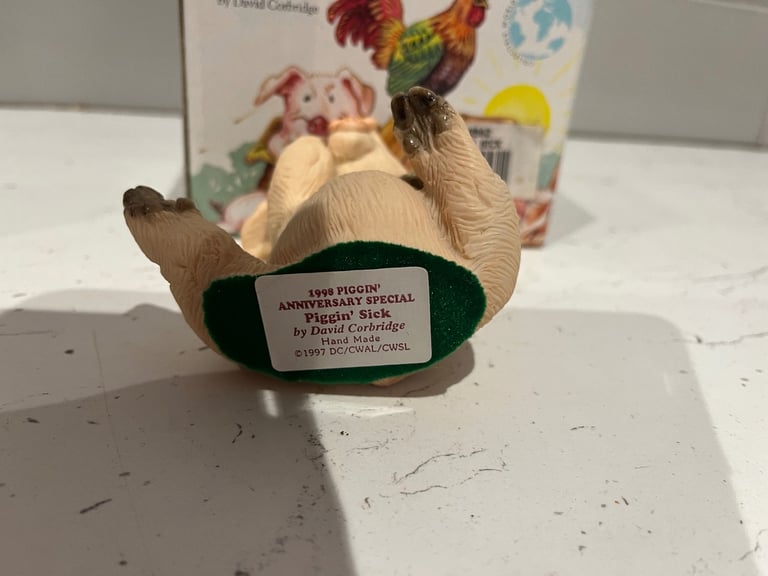 by David Corbridge
1998 PIGGIN'
ANNIVERSARY SPECIAL
Piggin' Sick
by David Corbridge
Hand Made
©1997 DC/CWAL/CWSL